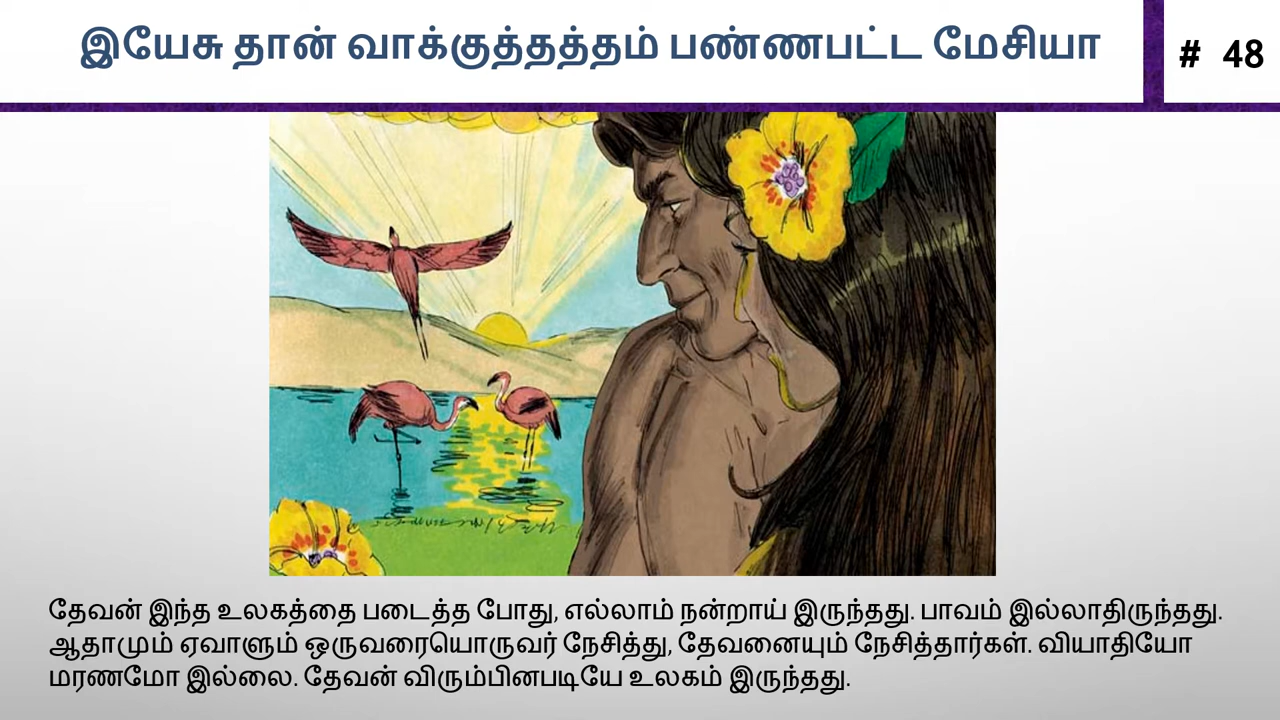 இயேசு தான் வாக்குத்தத்தம் பண்ணபட்ட மேசியா
# 48
தேவன் இந்த உலகத்தை படைத்த போது, எல்லாம் நன்றாய் இருந்தது. பாவம் இல்லாதிருந்தது.
ஆதாமும் ஏவாளும் ஒருவரையொருவர் நேசித்து, தேவனையும் நேசித்தார்கள். வியாதியோ
மரணமோ இல்லை. தேவன் விரும்பினபடியே உலகம் இருந்தது.